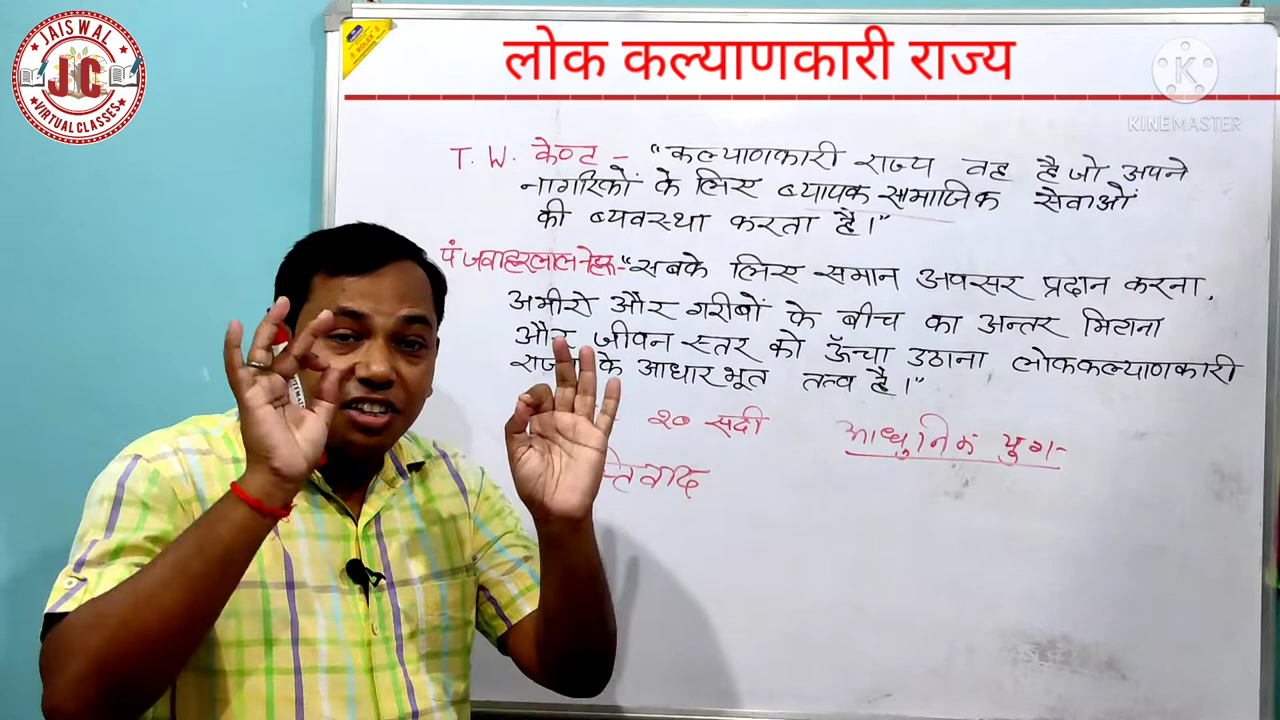 JAISWAL
JC
VIRTUAL CLASSES
ROLEX
लोक कल्याणकारी राज्य
K
KINEMASTER
T. W. केण्ट - "कल्याणकारी राज्य वह है जो अपने
नागरिकों के लिए व्यापक सामाजिक सेवाओं
की व्यवस्था करता है।"
पं जवाहरलाल नेहरू- "सबके लिए समान अवसर प्रदान करना,
अमीरो और गरीबों के बीच का अन्तर मिटाना
और जीवन स्तर को ऊँचा उठाना लोककल्याणकारी
राज्य के आधारभूत तत्व है।"
२० सदी आधुनिक युग-
वाद